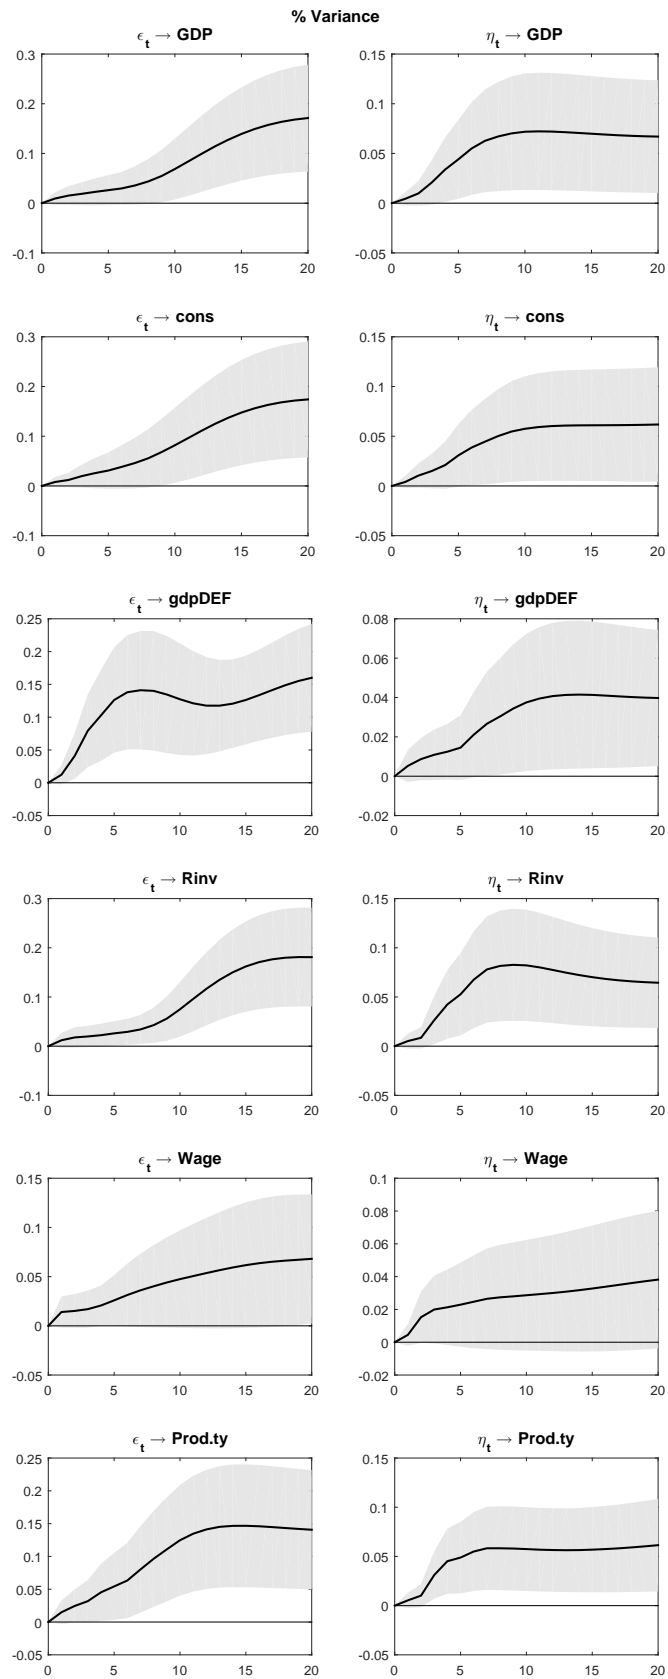 % Variance
ϵt → GDP
0.3
0.2
0.1
0
-0.1
0 5 10 15 20
ηt → GDP
0.15
0.1
0.05
0
-0.05
0 5 10 15 20
ϵt → cons
0.3
0.2
0.1
0
-0.1
0 5 10 15 20
ηt → cons
0.15
0.1
0.05
0
-0.05
0 5 10 15 20
ϵt → gdpDEF
0.25
0.2
0.15
0.1
0.05
0
-0.05
0 5 10 15 20
ηt → gdpDEF
0.08
0.06
0.04
0.02
0
-0.02
0 5 10 15 20
ϵt → Rinv
0.3
0.2
0.1
0
-0.1
0 5 10 15 20
ηt → Rinv
0.15
0.1
0.05
0
-0.05
0 5 10 15 20
ϵt → Wage
0.15
0.1
0.05
0
-0.05
0 5 10 15 20
ηt → Wage
0.1
0.08
0.06
0.04
0.02
0
-0.02
0 5 10 15 20
ϵt → Prod.ty
0.25
0.2
0.15
0.1
0.05
0
-0.05
0 5 10 15 20
ηt → Prod.ty
0.15
0.1
0.05
0
-0.05
0 5 10 15 20